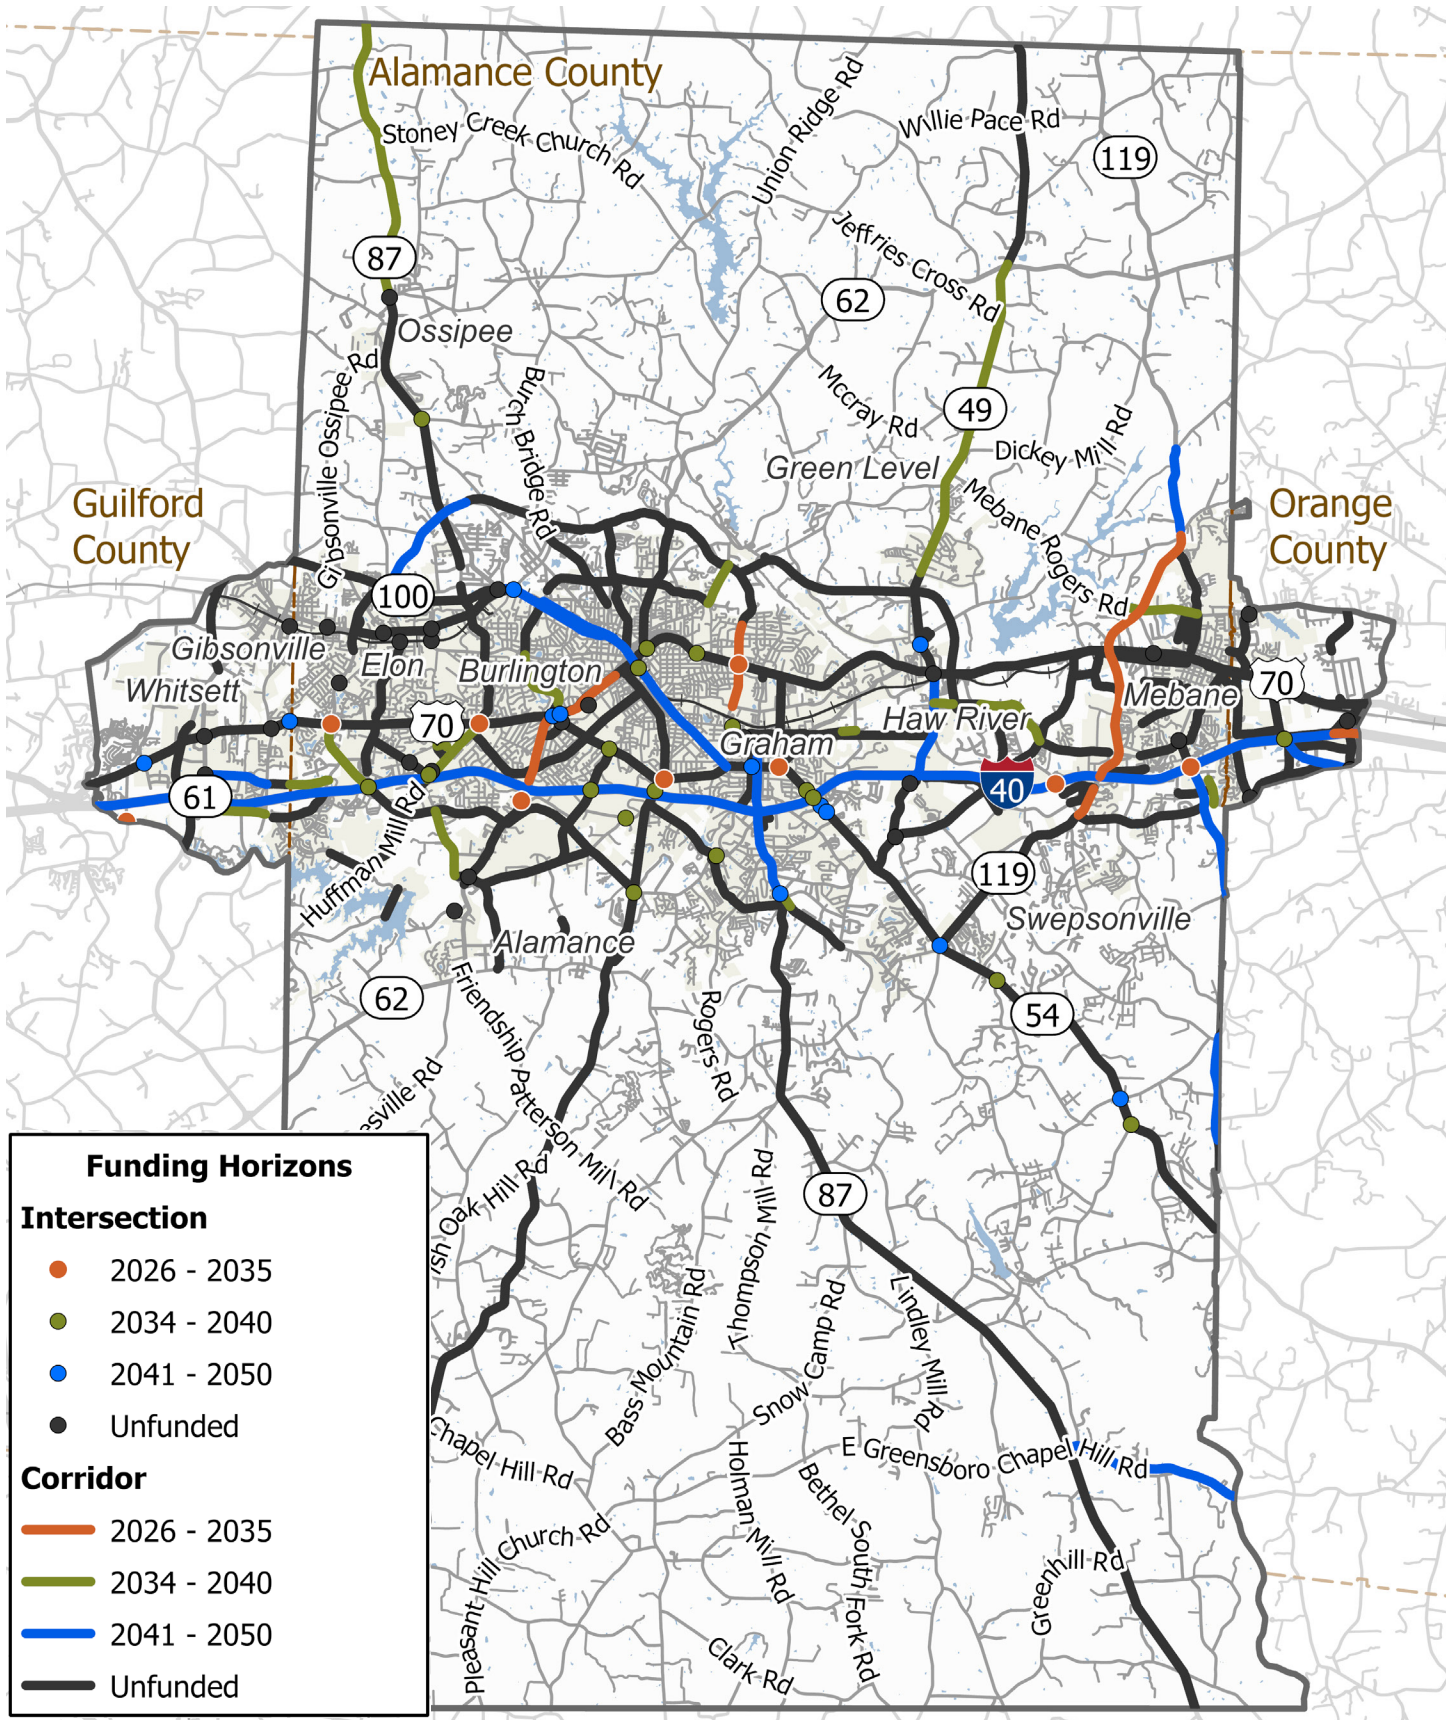 Alamance County
Stoney Creek Church Rd
Union Ridge Rd
Willie Pace Rd
119
Jeffries Cross Rd
87
62
Ossipee
Gibsonville Ossipee Rd
Burch Bridge Rd
Mccray Rd
49
Dickey Mill Rd
Green Level
Mebane Rogers Rd
Guilford
County
Orange
County
100
Gibsonville
Elon
Burlington
Whitsett
70
Mebane
70
Haw River
Graham
61
40
Huffman Mill Rd
119
Swepsonville
Alamance
62
54
Friendship Patterson Mill Rd
Rogers Rd
esville Rd
ish Oak Hill Rd
87
Thompson Mill Rd
Bass Mountain Rd
Snow Camp Rd
Lindley Mill Rd
Chapel Hill Rd
E Greensboro Chapel Hill Rd
Holman Mill Rd
Bethel South Fork Rd
Pleasant Hill Church Rd
Greenhill Rd
Clark Rd
Funding Horizons
Intersection
2026 - 2035
2034 - 2040
2041 - 2050
Unfunded
Corridor
2026 - 2035
2034 - 2040
2041 - 2050
Unfunded